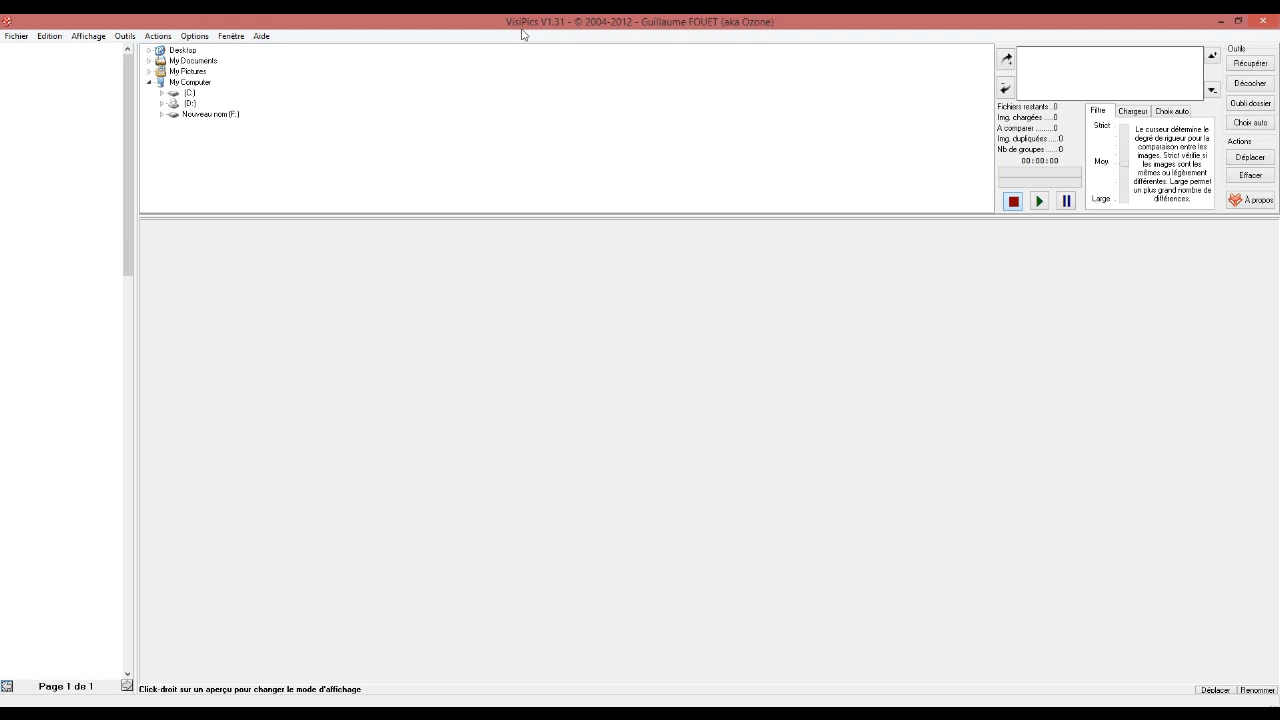 VisiPics V1.31 - © 2004-2012 - Guillaume FOUET (aka Ozone)
Fichier Edition Affichage Outils Actions Options Fenêtre Aide
Desktop
My Documents
My Pictures
My Computer
(C:)
(D:)
Nouveau nom (F:)
Fichiers restants..0
Img. chargées....0
A comparer .........0
Img. dupliquées....0
Nb de groupes .....0
00:00:00
Filtre Chargeur Choix auto
Strict
Moy.
Large
Le curseur détermine le
degré de rigueur pour la
comparaison entre les
images. Strict vérifie si
les images sont les
mêmes ou légèrement
différentes. Large permet
un plus grand nombre de
différences.
Outils
Récupérer
Décocher
Oubli dossier
Choix auto
Actions
Déplacer
Effacer
À propos
Page 1 de 1
Click-droit sur un aperçu pour changer le mode d'affichage
Déplacer Renommer